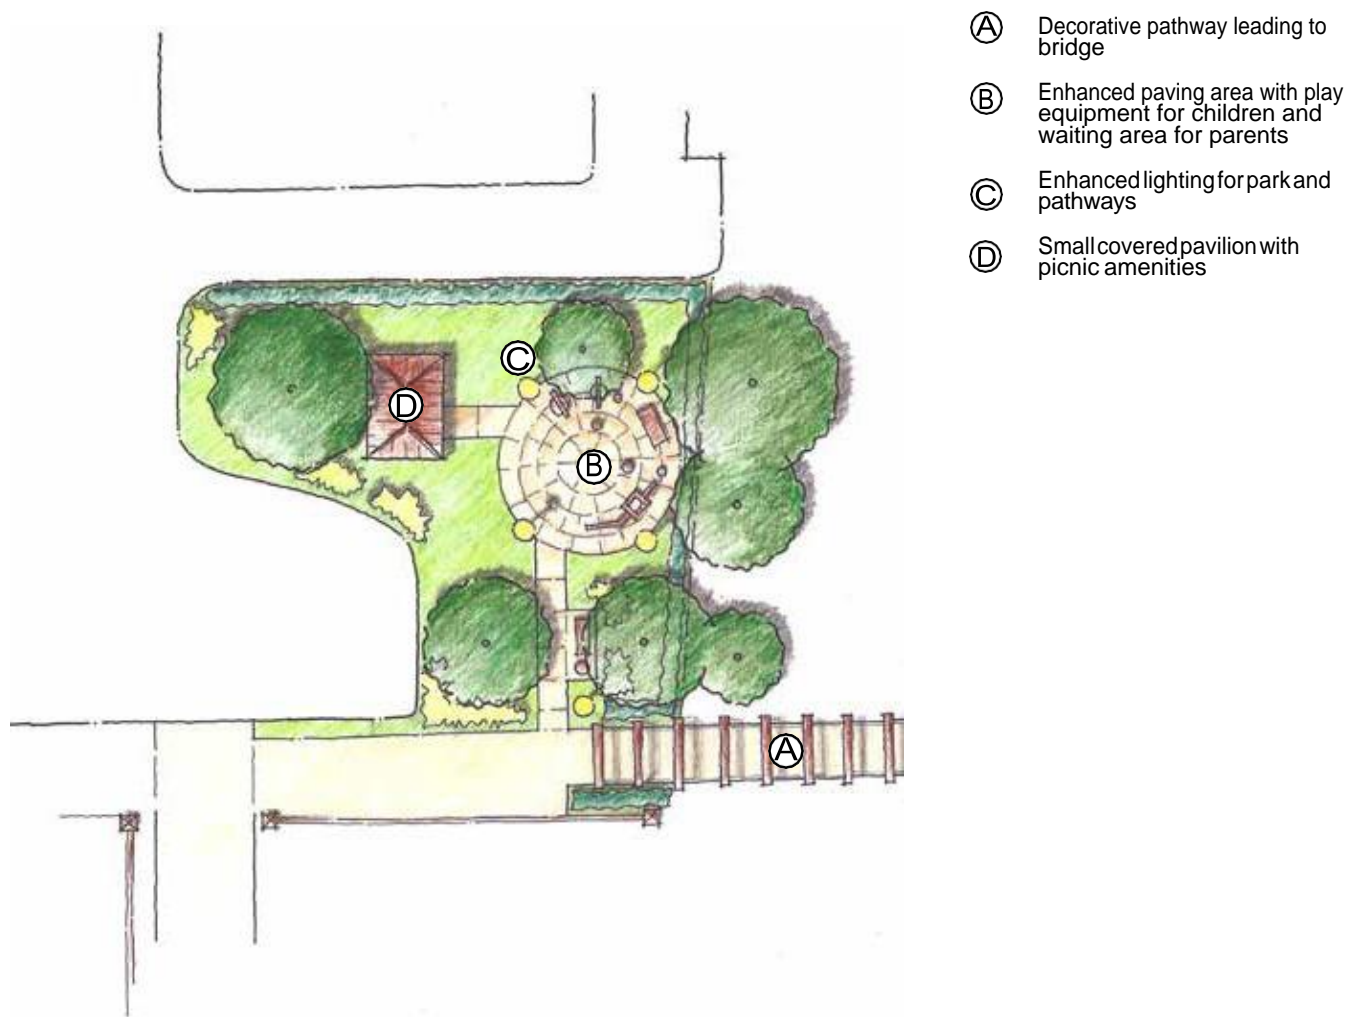 A Decorative pathway leading to
bridge
B Enhanced paving area with play
equipment for children and
waiting area for parents
C Enhanced lighting for park and
pathways
D Small covered pavilion with
picnic amenities
C
D
B
A